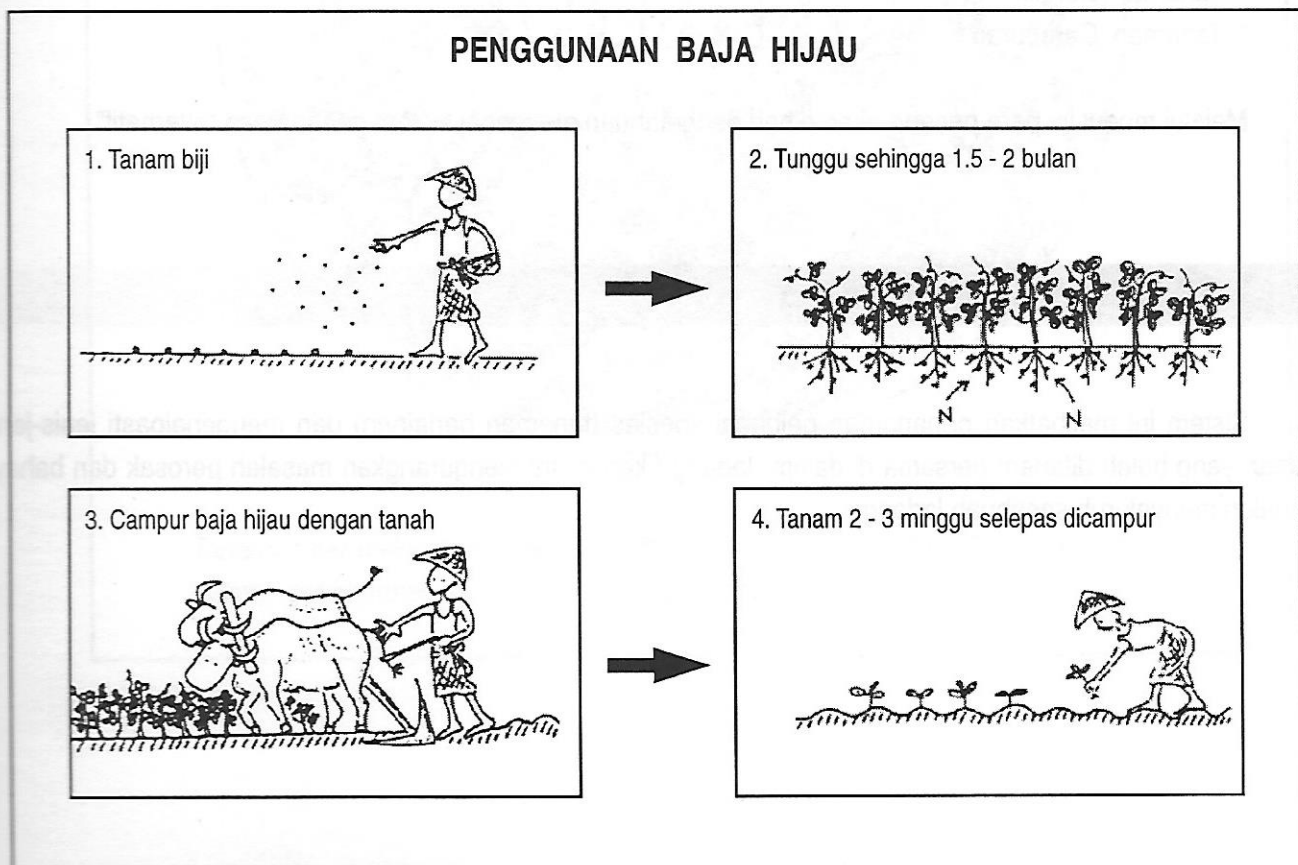 PENGGUNAAN BAJA HIJAU
1. Tanam biji
2. Tunggu sehingga 1.5 - 2 bulan
N
N
3. Campur baja hijau dengan tanah
4. Tanam 2 - 3 minggu selepas dicampur